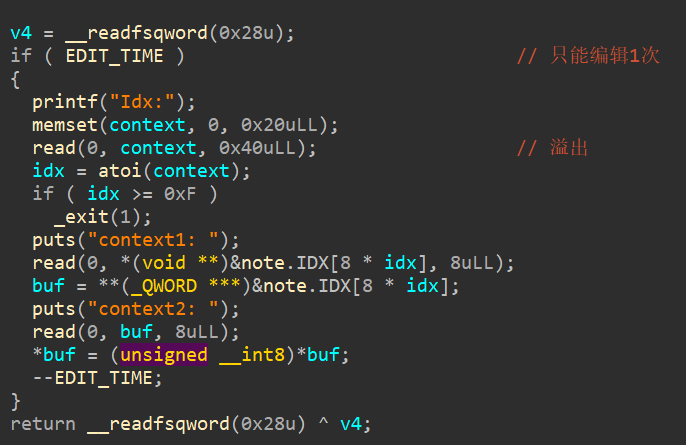 v4 = __readfsqword(0x28u);
if ( EDIT_TIME ) // 只能编辑1次
{
printf("Idx:");
memset(context, 0, 0x20uLL);
read(0, context, 0x40uLL); // 溢出
idx = atoi(context);
if ( idx >= 0xF )
_exit(1);
puts("context1: ");
read(0, *(void **)&note.IDX[8 * idx], 8uLL);
buf = **(_QWORD ***)&note.IDX[8 * idx];
puts("context2: ");
read(0, buf, 8uLL);
*buf = (unsigned __int8)*buf;
--EDIT_TIME;
}
return __readfsqword(0x28u) ^ v4;